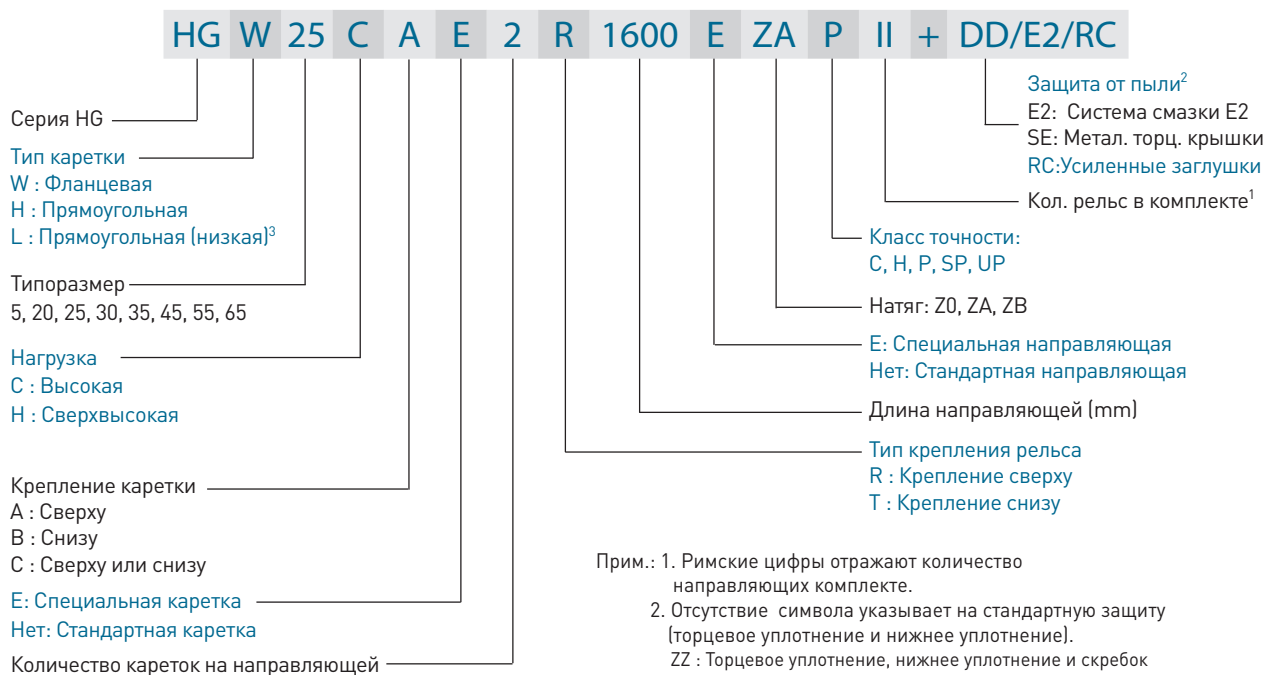 HG W 25 C A E 2 R 1600 E ZA P II + DD/E2/RC
Серия HG
Тип каретки
W : Фланцевая
H : Прямоугольная
L : Прямоугольная (низкая)3
Типоразмер
5, 20, 25, 30, 35, 45, 55, 65
Нагрузка
C : Высокая
H : Сверхвысокая
Крепление каретки
A : Сверху
B : Снизу
C : Сверху или снизу
E: Специальная каретка
Нет: Стандартная каретка
Количество кареток на направляющей
Защита от пыли2
E2: Система смазки E2
SE: Метал. торц. крышки
RC:Усиленные заглушки
Кол. рельс в комплекте1
Класс точности:
C, H, P, SP, UP
Натяг: Z0, ZA, ZB
E: Специальная направляющая
Нет: Стандартная направляющая
Длина направляющей (mm)
Тип крепления рельса
R : Крепление сверху
T : Крепление снизу
Прим.: 1. Римские цифры отражают количество
направляющих комплекте.
2. Отсутствие символа указывает на стандартную защиту
(торцевое уплотнение и нижнее уплотнение).
ZZ : Торцевое уплотнение, нижнее уплотнение и скребок